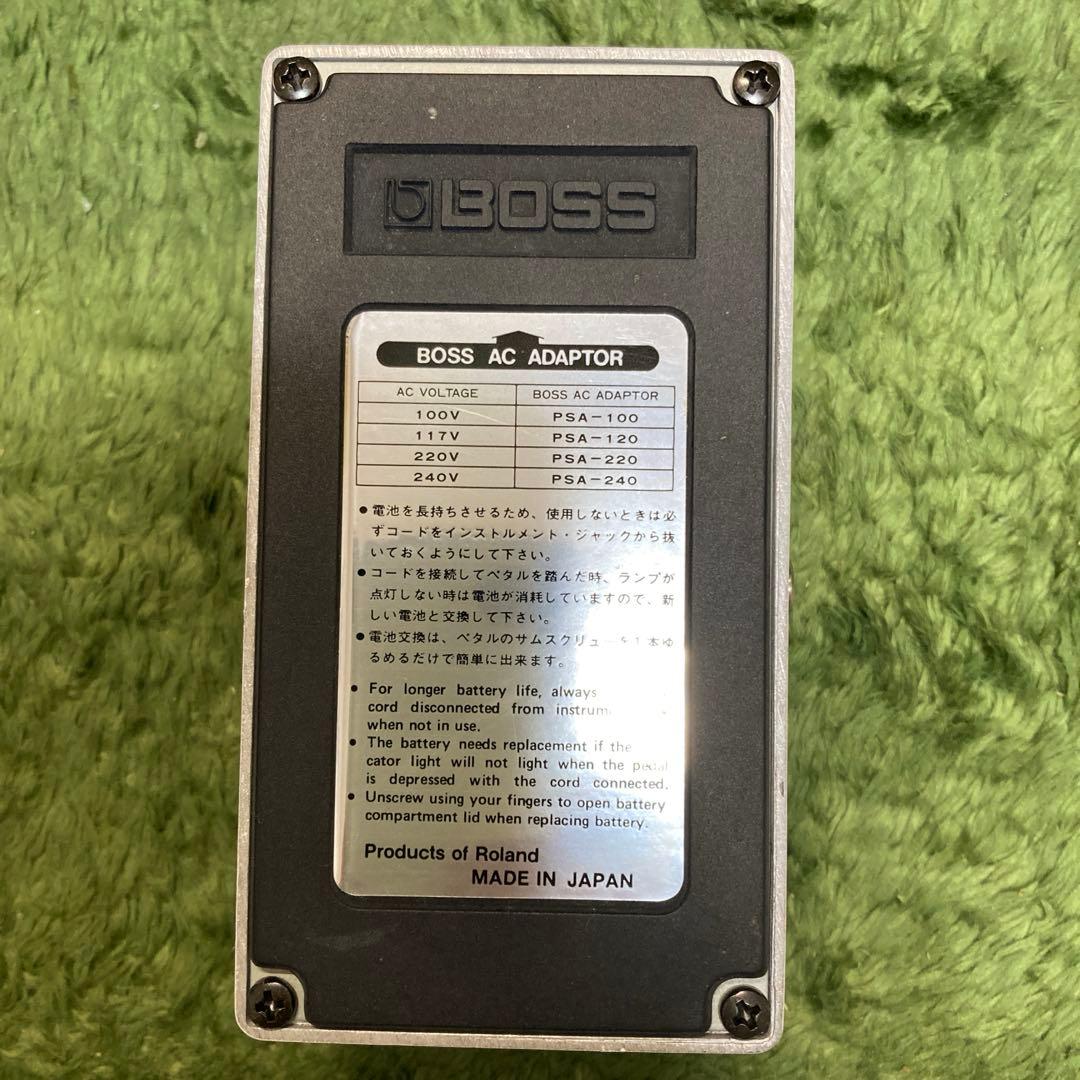 BOSS
BOSS AC ADAPTOR
AC VOLTAGE BOSS AC ADAPTOR
100V PSA-100
117V PSA-120
220V PSA-220
240V PSA-240
●電池を長持ちさせるため、使用しないときは必
ずコードをインストルメント・ジャックから抜
いておくようにして下さい。
●コードを接続してペタルを踏んだ時、ランプが
点灯しない時は電池が消耗していますので、新
しい電池と交換して下さい。
●電池交換は、ペタルのサムスクリューを1本ゆ
るめるだけで簡単に出来ます。
● For longer battery life, always
cord disconnected from
when not in use.
● The battery needs replacement if the
cator light will not light when the pedal
is depressed with the cord connected.
● Unscrew using your fingers to open battery
compartment lid when replacing battery.
Products of Roland
MADE IN JAPAN